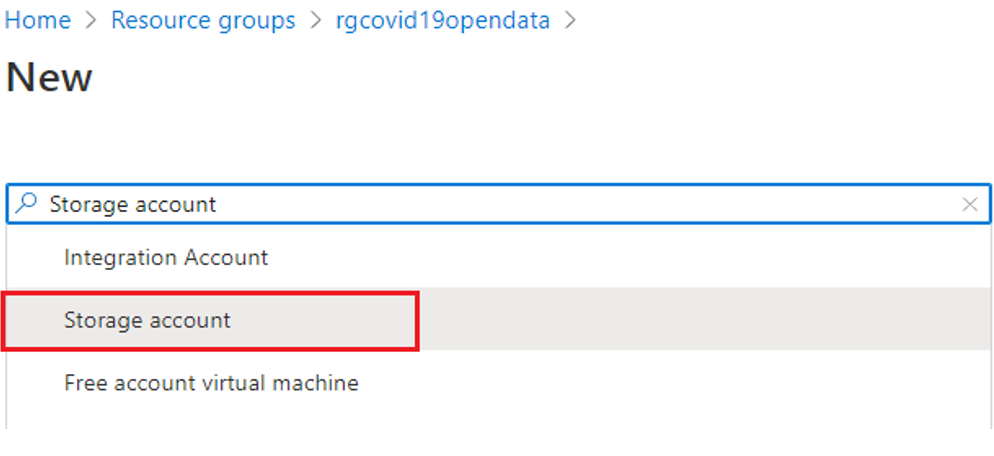 Home > Resource groups > rgcovid19opendata >
New
Storage account
Integration Account
Storage account
Free account virtual machine